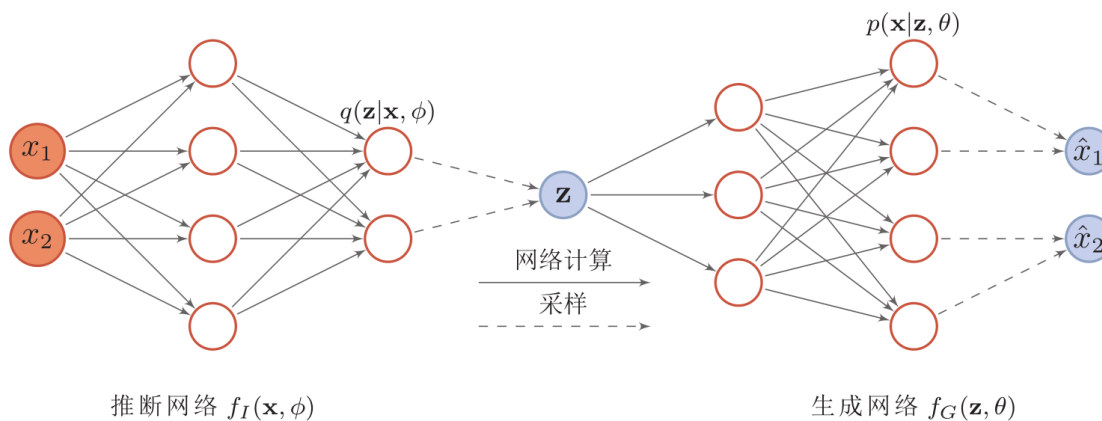 p(x|z, θ)
q(z|x, ϕ)
x₁
x̂₁
z
x₂
x̂₂
网络计算
采样
推断网络 f_I(x, ϕ)
生成网络 f_G(z, θ)